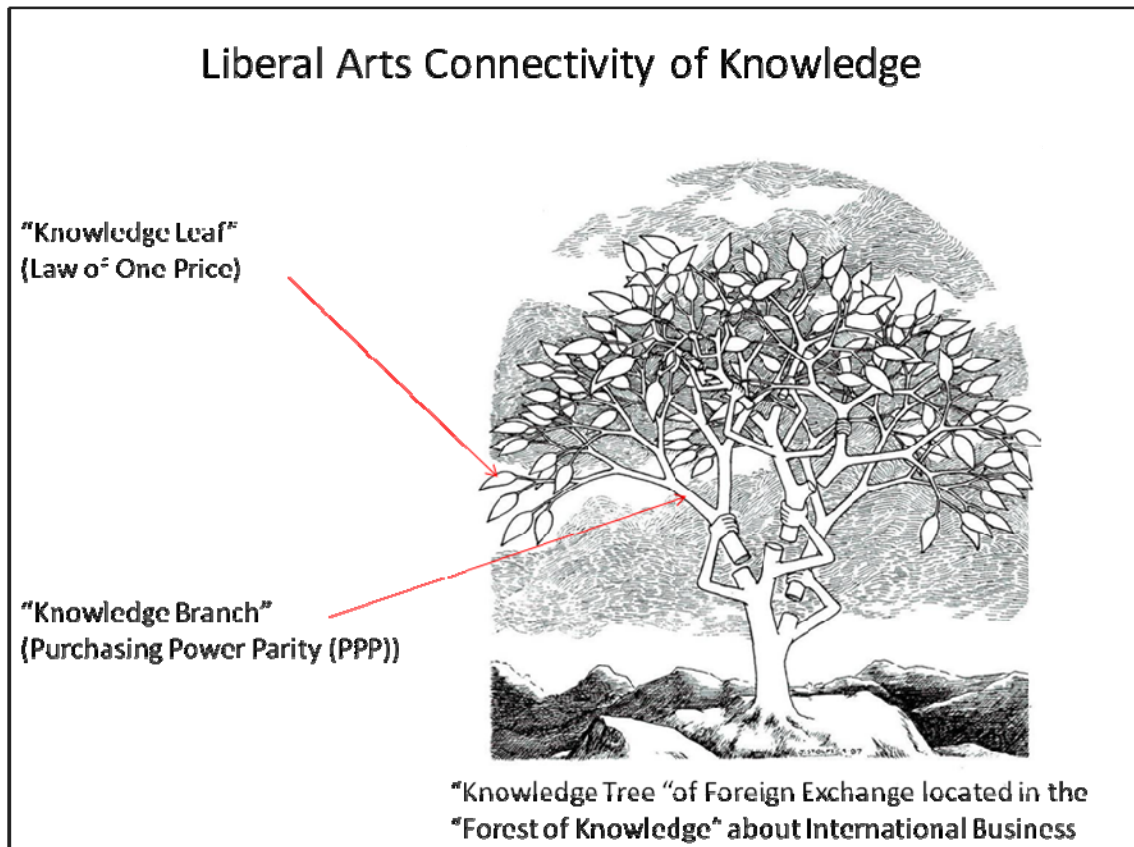 Liberal Arts Connectivity of Knowledge
“Knowledge Leaf”
(Law of One Price)
“Knowledge Branch”
(Purchasing Power Parity (PPP))
“Knowledge Tree “of Foreign Exchange located in the
“Forest of Knowledge” about International Business